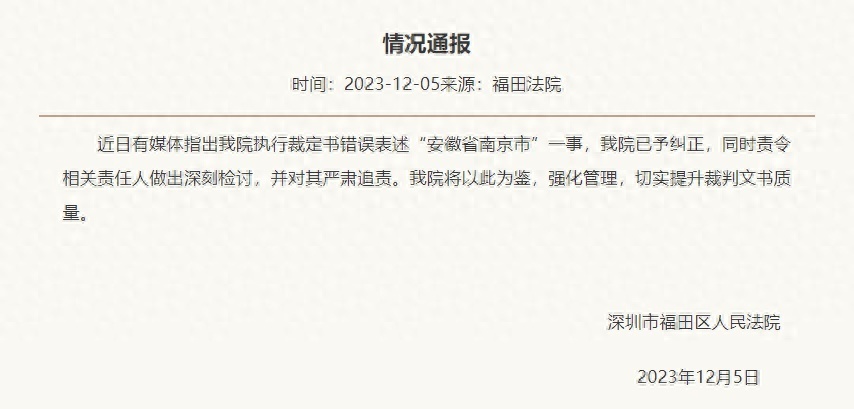 情况通报
时间：2023-12-05来源：福田法院
近日有媒体指出我院执行裁定书错误表述“安徽省南京市”一事，我院已予纠正，同时责令
相关责任人做出深刻检讨，并对其严肃追责。我院将以此为鉴，强化管理，切实提升裁判文书质
量。
深圳市福田区人民法院
2023年12月5日